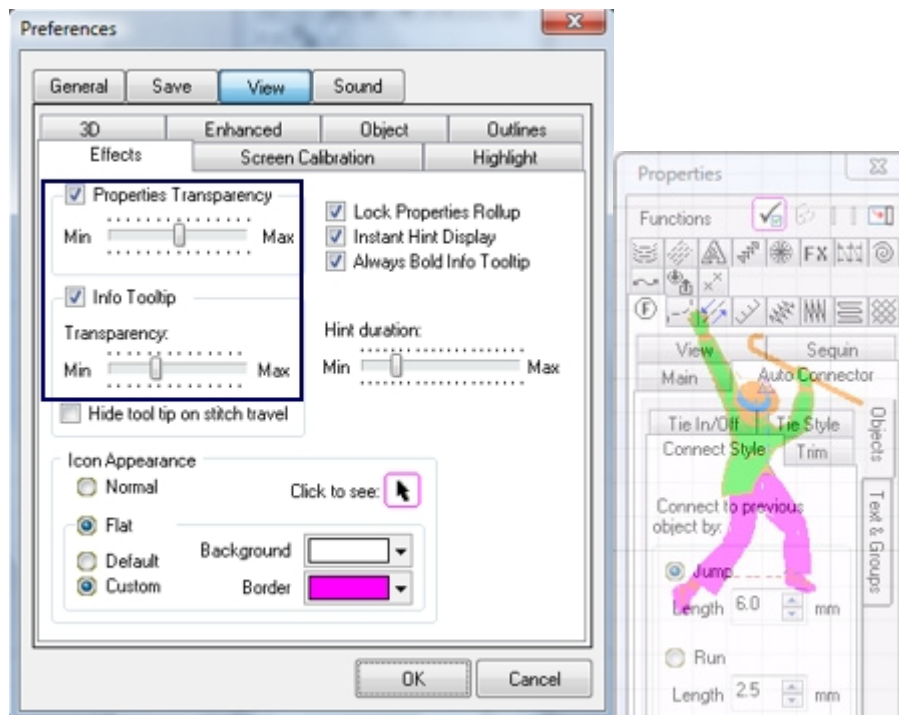 Preferences
General Save View Sound
3D Enhanced Object Outlines
Effects Screen Calibration Highlight
Properties Transparency
Min Max
Lock Properties Rollup
Instant Hint Display
Always Bold Info Tooltip
Info Tooltip
Transparency:
Min Max
Hint duration:
Min Max
Hide tool tip on stitch travel
Icon Appearance
Normal
Click to see:
Flat
Default
Custom
Background
Border
OK Cancel
Properties
Functions
FX
F
View Sequin
Main Auto Connector
Tie In/Off Tie Style
Connect Style Trim
Connect to previous
object by:
Jump
Length 6.0 mm
Run
Length 2.5 mm
Objects
Text & Groups